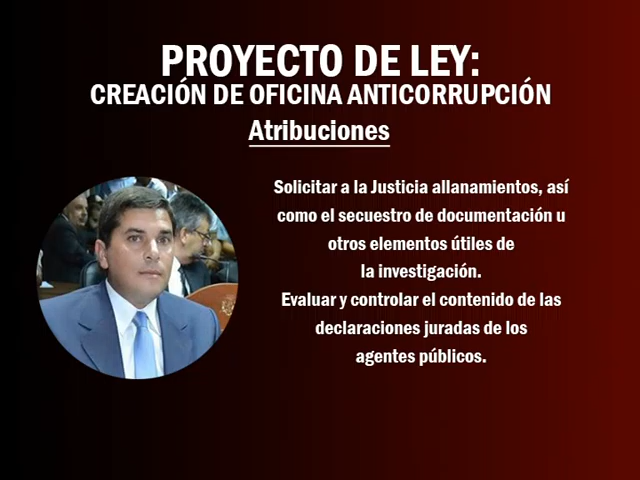 PROYECTO DE LEY:
CREACIÓN DE OFICINA ANTICORRUPCIÓN
Atribuciones
Solicitar a la Justicia allanamientos, así
como el secuestro de documentación u
otros elementos útiles de
la investigación.
Evaluar y controlar el contenido de las
declaraciones juradas de los
agentes públicos.